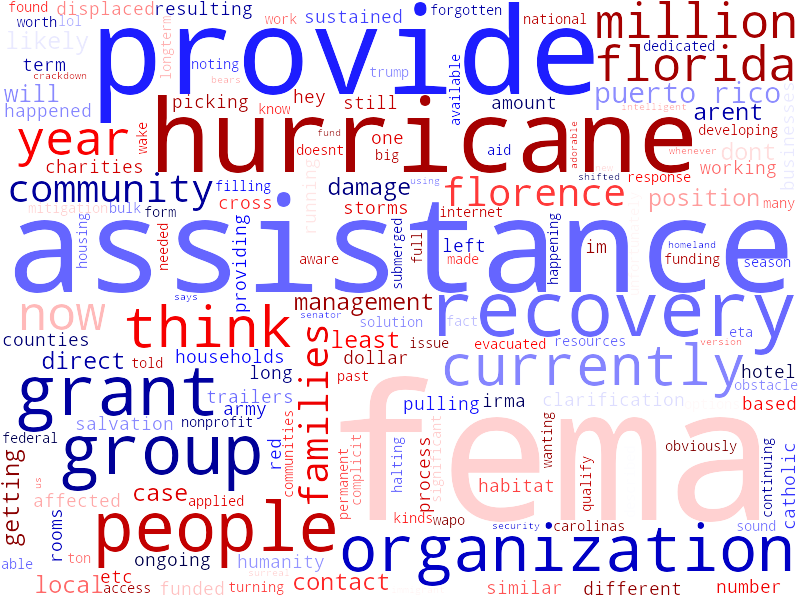 found displaced resulting forgotten
worth lol provide work sustained national million
likely longterm noting dedicated
term crackdown bears trump available florida
will picking hey still amount puerto rico
happened know intelligent businesses
year wake hurricane fund one aid arent developing
charities doesnt big adorable whenever dont
community filling damage using florence shifted response working
mitigation bulk form cross storms internet position many
housing needed providing assistance submerged full left happening homeland season
aware made im funding
now says management senator recovery
counties think solution fact eta
direct told households least issue evacuated resources version
grant long families dollar past currently hotel
trailers army pulling irma clarification obstacle
salvation nonprofit based
federal group red communities fema wanting obviously
getting us permanent complicit halting process significant habitat qualify continuing catholic
affected case applied
people rooms kinds wapo security carolinas sound
able ton ongoing humanity organization
local etc access funded surreal turning contact similar different number
running